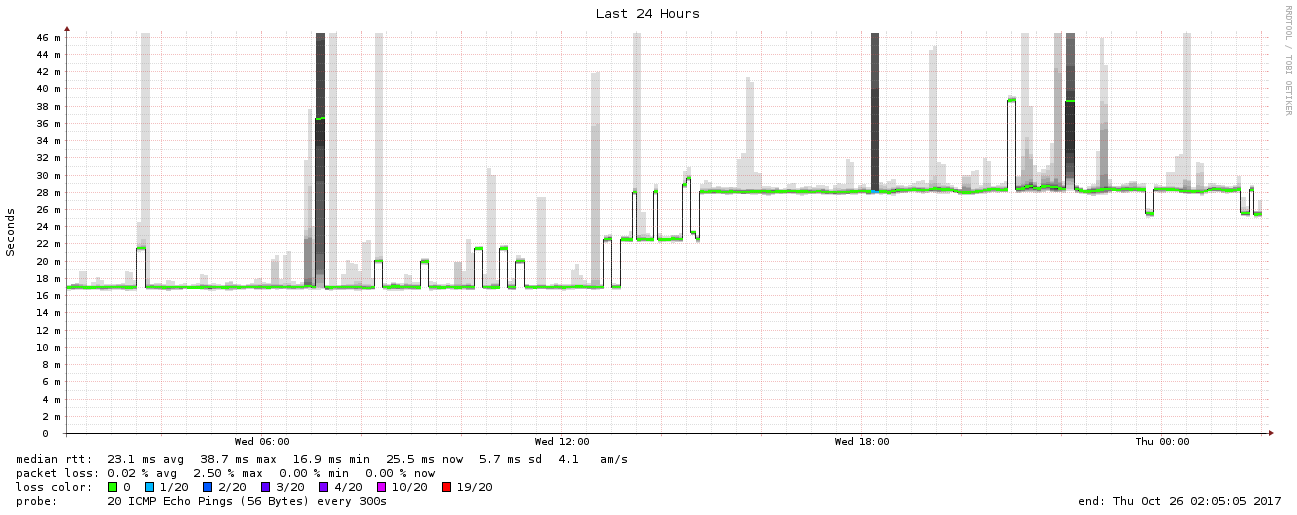 Last 24 Hours
RRDTOOL / TOBI OETIKER
Seconds
46 m
44 m
42 m
40 m
38 m
36 m
34 m
32 m
30 m
28 m
26 m
24 m
22 m
20 m
18 m
16 m
14 m
12 m
10 m
8 m
6 m
4 m
2 m
0
Wed 06:00 Wed 12:00 Wed 18:00 Thu 00:00
median rtt: 23.1 ms avg 38.7 ms max 16.9 ms min 25.5 ms now 5.7 ms sd 4.1 am/s
packet loss: 0.02 % avg 2.50 % max 0.00 % min 0.00 % now
loss color: 0 1/20 2/20 3/20 4/20 10/20 19/20
probe: 20 ICMP Echo Pings (56 Bytes) every 300s end: Thu Oct 26 02:05:05 2017